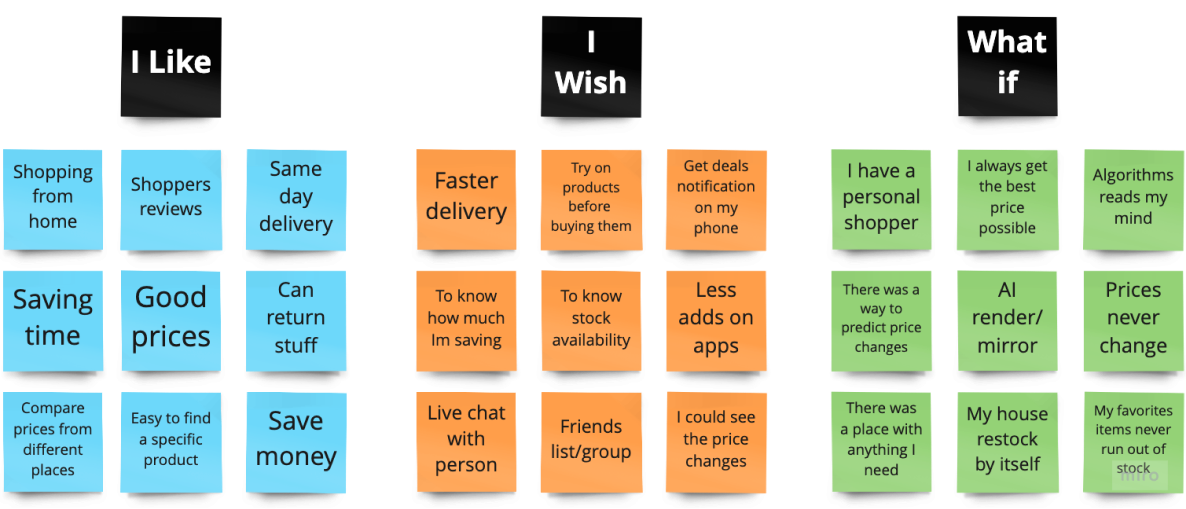 I Like
I
Wish
What
if
Shopping
from
home
Shoppers
reviews
Same
day
delivery
Saving
time
Good
prices
Can
return
stuff
Compare
prices from
different
places
Easy to find
a specific
product
Save
money
Faster
delivery
Try on
products
before
buying them
Get deals
notification
on my
phone
To know
how much
Im saving
To know
stock
availability
Less
adds on
apps
Live chat
with
person
Friends
list/group
I could see
the price
changes
I have a
personal
shopper
I always get
the best
price
possible
Algorithms
reads my
mind
There was a
way to
predict price
changes
AI
render/
mirror
Prices
never
change
There was
a place with
anything I
need
My house
restock
by itself
My favorites
items never
run out of
stock
miro